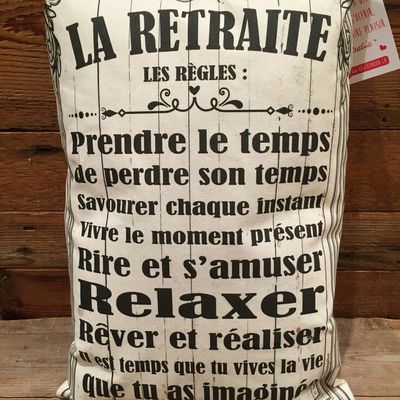 LA RETRAITE
LES RÈGLES :
Prendre le temps
de perdre son temps
Savourer chaque instant
Vivre le moment présent
Rire et s'amuser
Relaxer
Rêver et réaliser
Il est temps que tu vives la vie
que tu as imaginé